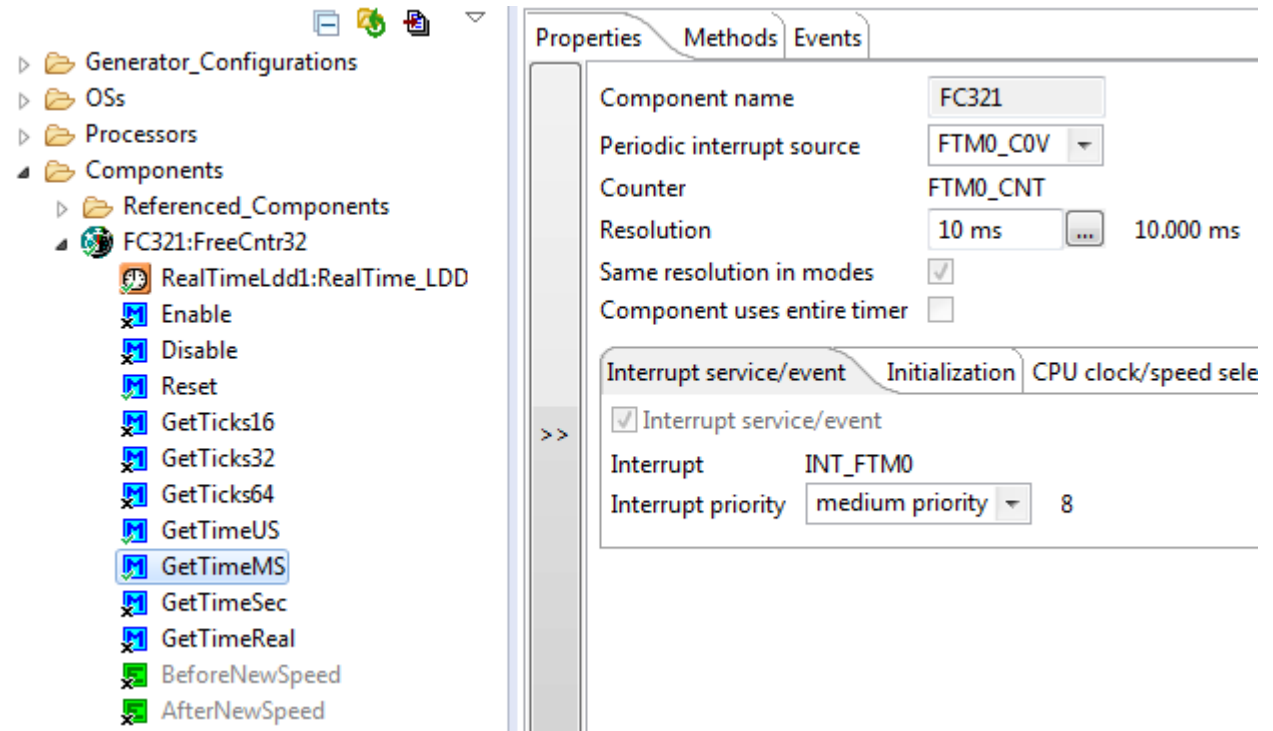 Generator_Configurations
OSs
Processors
Components
Referenced_Components
FC321:FreeCntr32
RealTimeLdd1:RealTime_LDD
Enable
Disable
Reset
GetTicks16
GetTicks32
GetTicks64
GetTimeUS
GetTimeMS
GetTimeSec
GetTimeReal
BeforeNewSpeed
AfterNewSpeed
>>
Properties Methods Events
Component name FC321
Periodic interrupt source FTM0_C0V
Counter FTM0_CNT
Resolution 10 ms ... 10.000 ms
Same resolution in modes
Component uses entire timer
Interrupt service/event Initialization CPU clock/speed sele
Interrupt service/event
Interrupt INT_FTM0
Interrupt priority medium priority 8